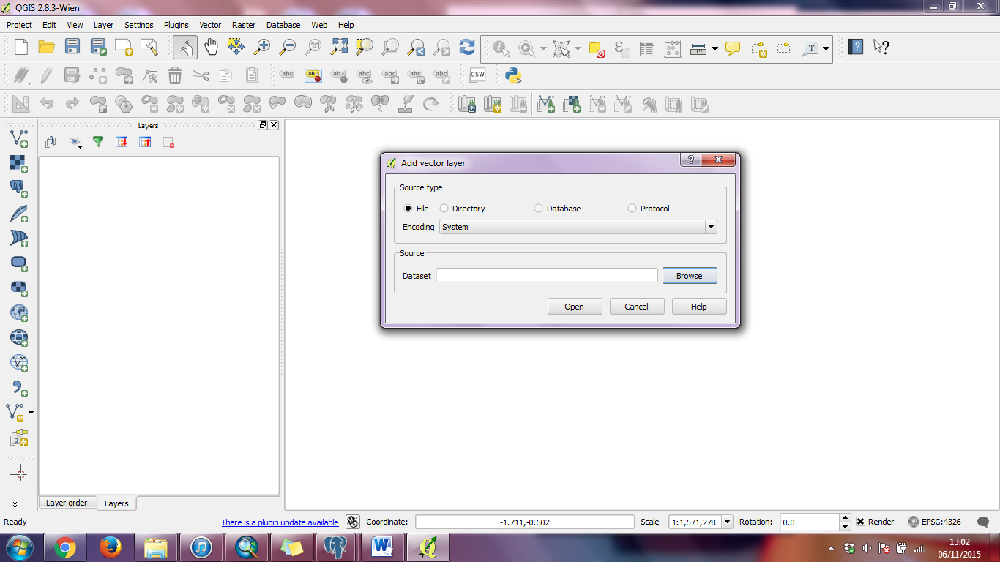 QGIS 2.8.3-Wien
Project Edit View Layer Settings Plugins Vector Raster Database Web Help
1:1
T
?
?
abc ab abc abc abc abc abc CSW
Layers
Add vector layer
?
Source type
File Directory Database Protocol
Encoding System
Source
Dataset Browse
Open Cancel Help
Layer order Layers
Ready There is a plugin update available Coordinate: -1.711,-0.602 Scale 1:1,571,278 Rotation: 0.0 Render EPSG:4326
W
13:02
06/11/2015